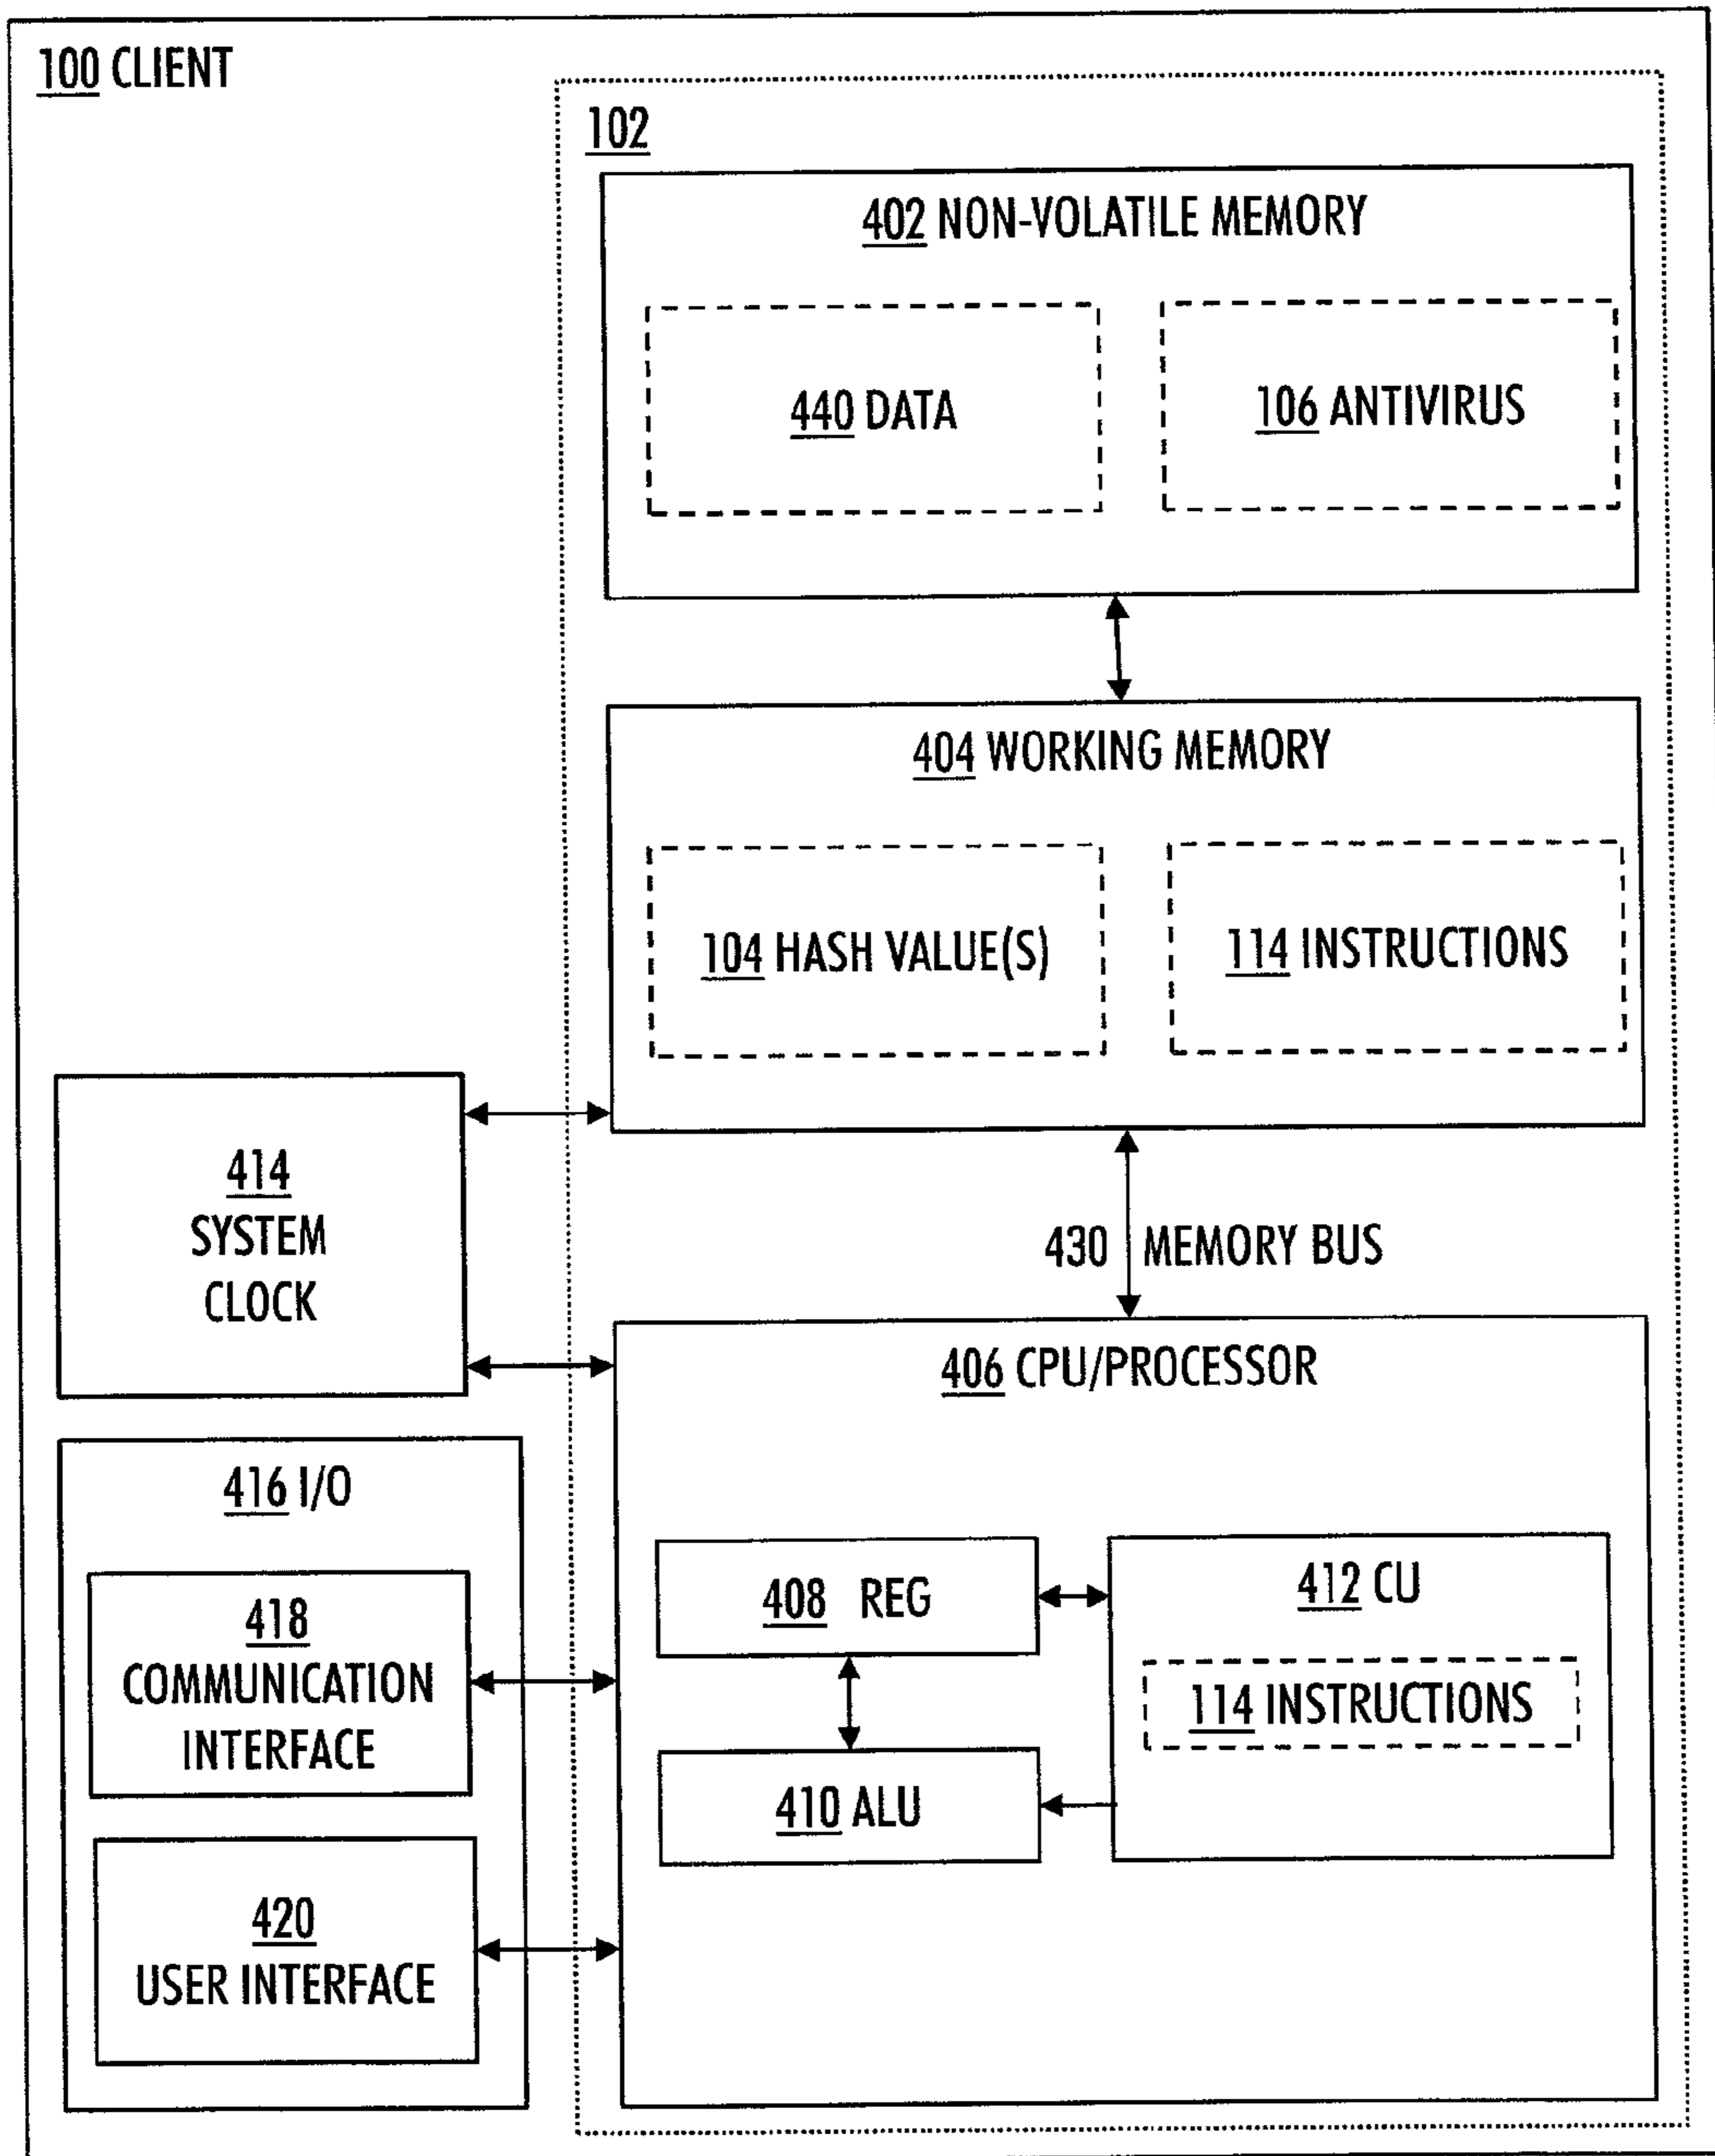 100 CLIENT
102
402 NON-VOLATILE MEMORY
440 DATA
106 ANTIVIRUS
404 WORKING MEMORY
104 HASH VALUE(S)
114 INSTRUCTIONS
414
SYSTEM
CLOCK
430 MEMORY BUS
406 CPU/PROCESSOR
416 I/O
418
COMMUNICATION
INTERFACE
420
USER INTERFACE
408 REG
412 CU
114 INSTRUCTIONS
410 ALU